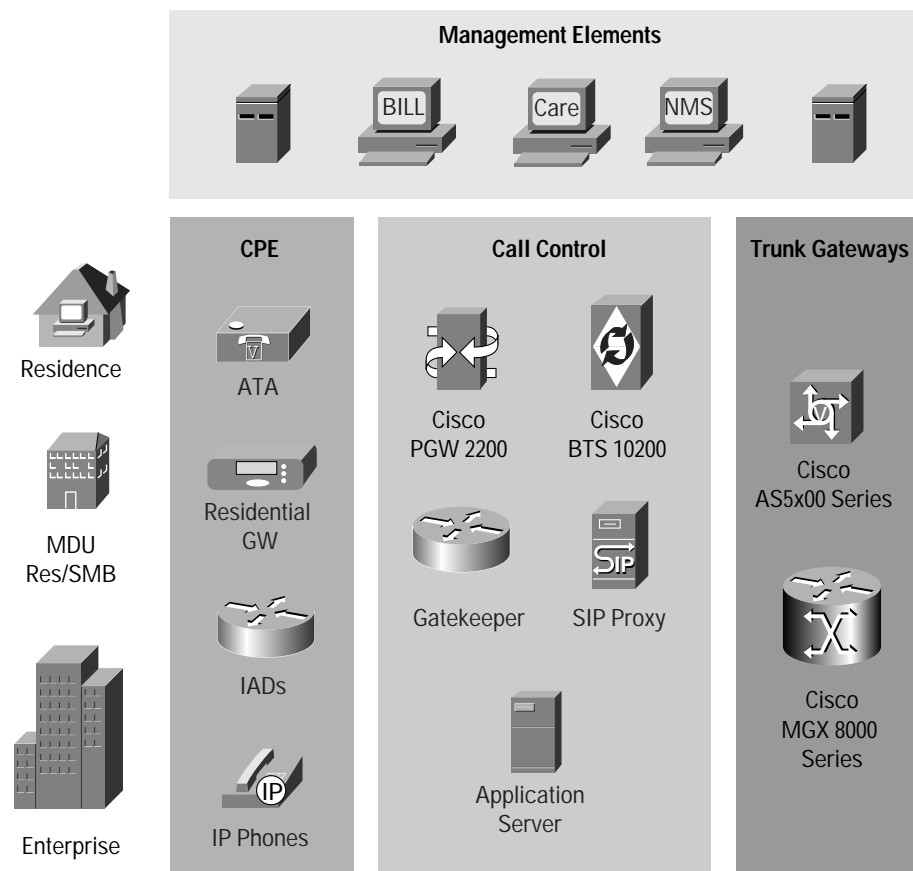 Management Elements
BILL
Care
NMS
Residence
MDU
Res/SMB
Enterprise
CPE
V
ATA
Residential
GW
IADs
IP
IP Phones
Call Control
Cisco
PGW 2200
Cisco
BTS 10200
Gatekeeper
SIP
SIP Proxy
Application
Server
Trunk Gateways
V
Cisco
AS5x00 Series
Cisco
MGX 8000
Series